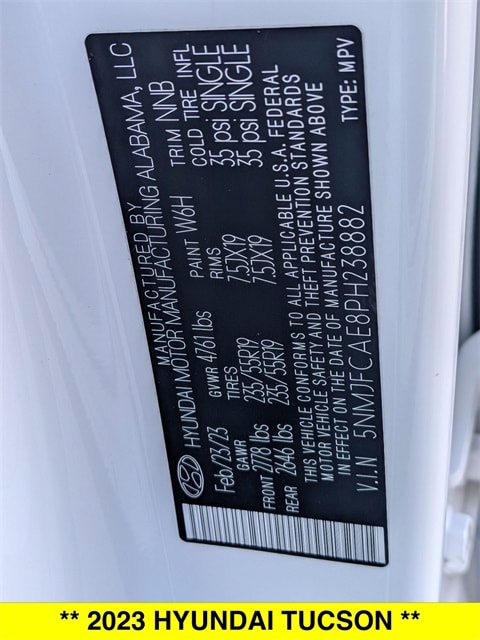 MANUFACTURED BY
HYUNDAI MOTOR MANUFACTURING ALABAMA, LLC
Feb/23/23 GVWR 4761 lbs PAINT W6H TRIM NNB
GAWR TIRES RIMS COLD TIRE INFL
FRONT 2778 lbs 235/55R19 7.5JX19 35 psi SINGLE
REAR 2646 lbs 235/55R19 7.5JX19 35 psi SINGLE
THIS VEHICLE CONFORMS TO ALL APPLICABLE U.S.A. FEDERAL
MOTOR VEHICLE SAFETY AND THEFT PREVENTION STANDARDS
IN EFFECT ON THE DATE OF MANUFACTURE SHOWN ABOVE
V.I.N 5NMJFCAE8PH238882 TYPE: MPV
** 2023 HYUNDAI TUCSON **